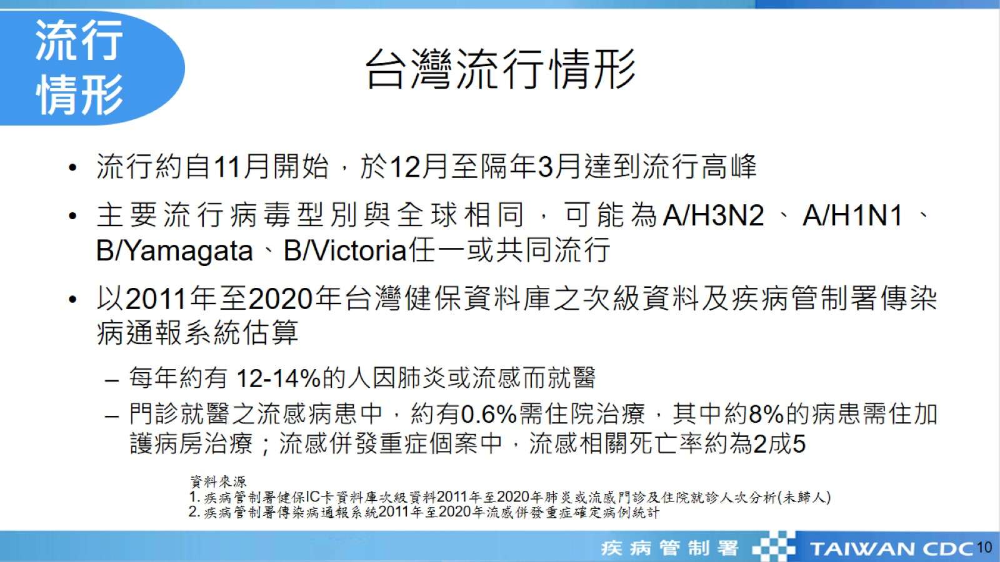 流行
情形
台灣流行情形
• 流行約自11月開始，於12月至隔年3月達到流行高峰
• 主要流行病毒型別與全球相同，可能為A/H3N2、A/H1N1、
B/Yamagata、B/Victoria任一或共同流行
• 以2011年至2020年台灣健保資料庫之次級資料及疾病管制署傳染
病通報系統估算
– 每年約有 12-14%的人因肺炎或流感而就醫
– 門診就醫之流感病患中，約有0.6%需住院治療，其中約8%的病患需住加
護病房治療；流感併發重症個案中，流感相關死亡率約為2成5
資料來源
1. 疾病管制署健保IC卡資料庫次級資料2011年至2020年肺炎或流感門診及住院就診人次分析(未歸人)
2. 疾病管制署傳染病通報系統2011年至2020年流感併發重症確定病例統計
疾病管制署 TAIWAN CDC 10